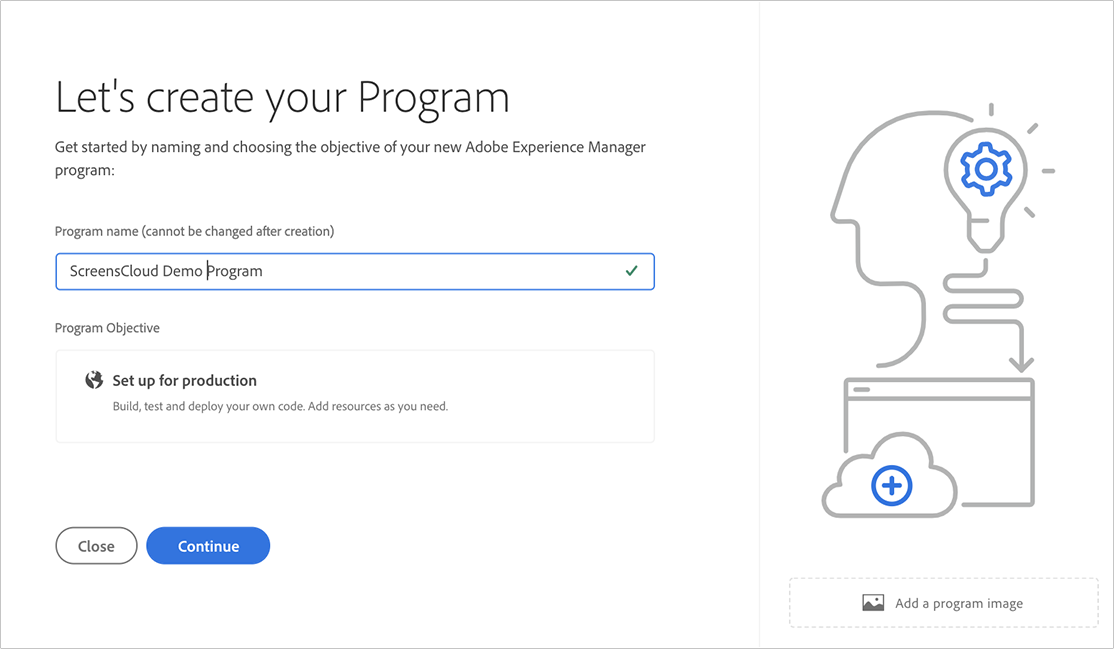 Let's create your Program
Get started by naming and choosing the objective of your new Adobe Experience Manager
program:
Program name (cannot be changed after creation)
ScreensCloud Demo Program
Program Objective
Set up for production
Build, test and deploy your own code. Add resources as you need.
Close
Continue
Add a program image